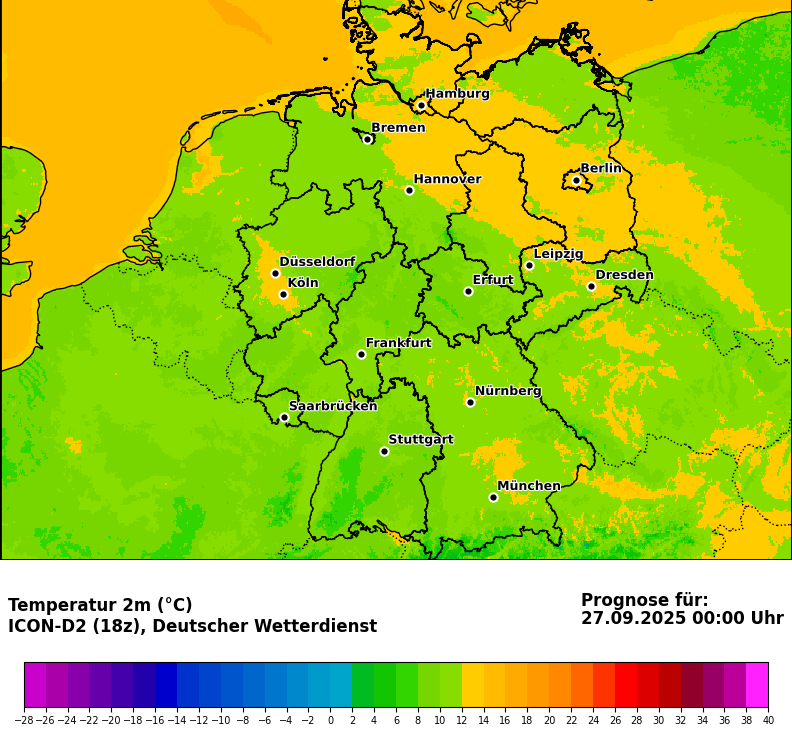 Hamburg
Bremen
Berlin
Hannover
Leipzig
Düsseldorf
Dresden
Köln
Erfurt
Frankfurt
Nürnberg
Saarbrücken
Stuttgart
München
Temperatur 2m (°C)
ICON-D2 (18z), Deutscher Wetterdienst
Prognose für:
27.09.2025 00:00 Uhr
−28 −26 −24 −22 −20 −18 −16 −14 −12 −10 −8 −6 −4 −2 0 2 4 6 8 10 12 14 16 18 20 22 24 26 28 30 32 34 36 38 40